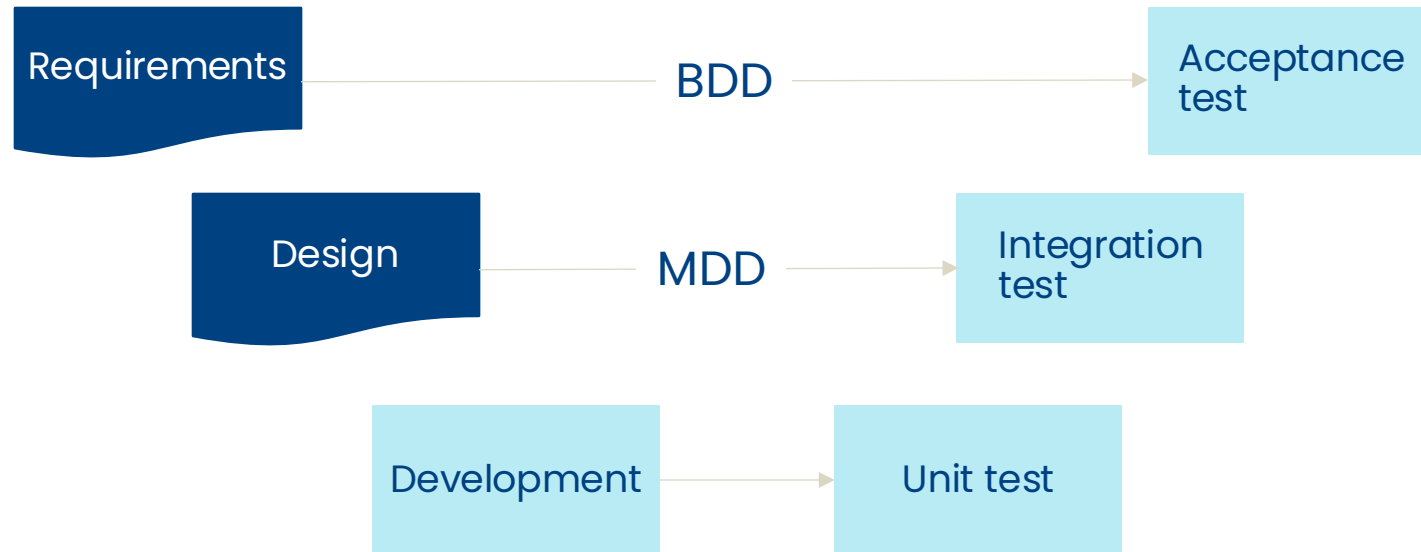 Requirements
BDD
Acceptance
test
Design
MDD
Integration
test
Development
Unit test